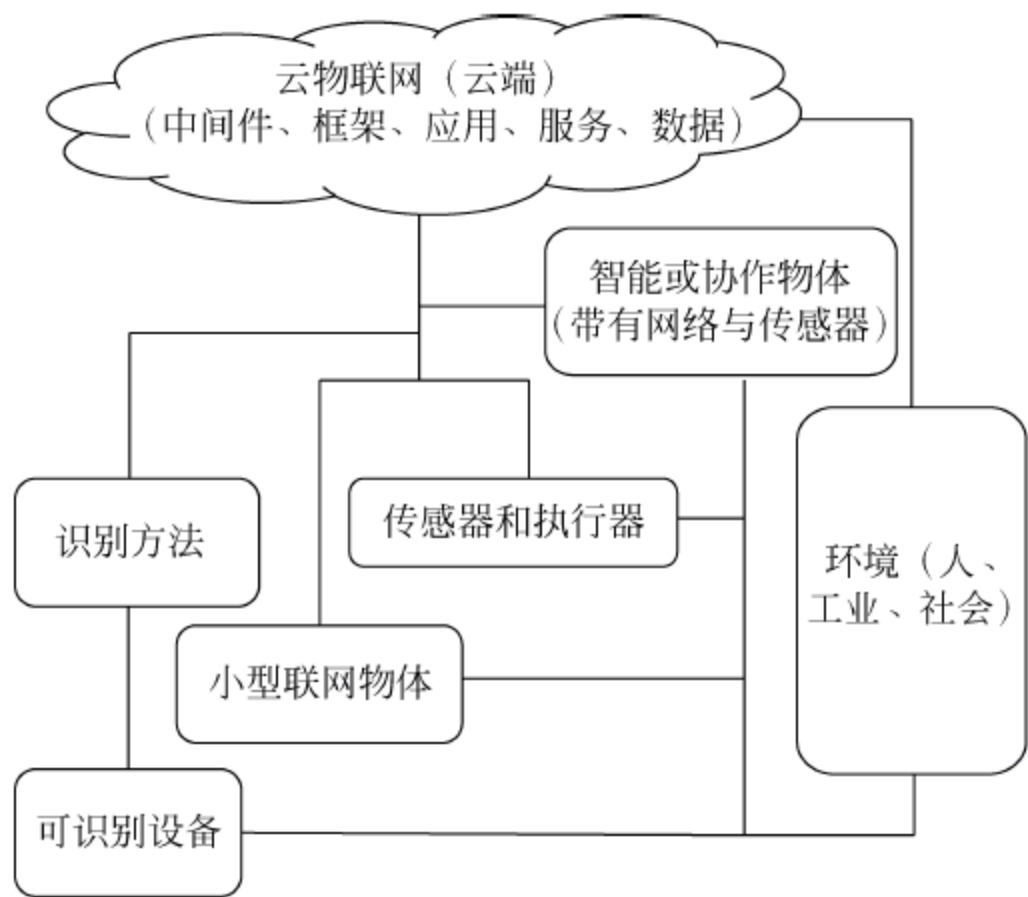 云物联网（云端）
（中间件、框架、应用、服务、数据）
智能或协作物体
（带有网络与传感器）
传感器和执行器
识别方法
环境（人、
工业、社会）
小型联网物体
可识别设备